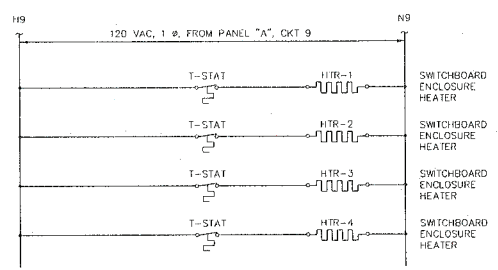 H9 N9
120 VAC, 1 Ø, FROM PANEL "A", CKT 9
T-STAT HTR-1 SWITCHBOARD
ENCLOSURE
HEATER
T-STAT HTR-2 SWITCHBOARD
ENCLOSURE
HEATER
T-STAT HTR-3 SWITCHBOARD
ENCLOSURE
HEATER
T-STAT HTR-4 SWITCHBOARD
ENCLOSURE
HEATER